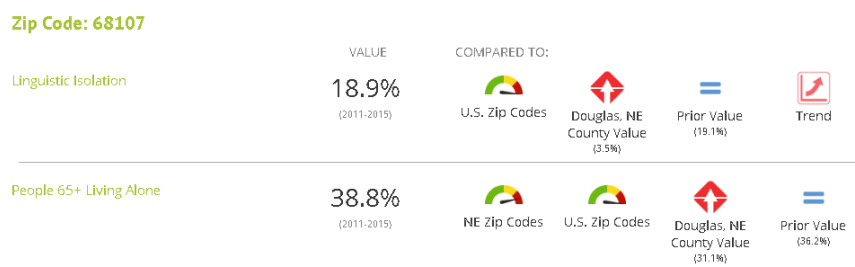 Zip Code: 68107
VALUE COMPARED TO:
Linguistic Isolation
18.9%
(2011-2015)
U.S. Zip Codes
Douglas, NE
County Value
(3.5%)
Prior Value
(19.1%)
Trend
People 65+ Living Alone
38.8%
(2011-2015)
NE Zip Codes
U.S. Zip Codes
Douglas, NE
County Value
(31.1%)
Prior Value
(36.2%)